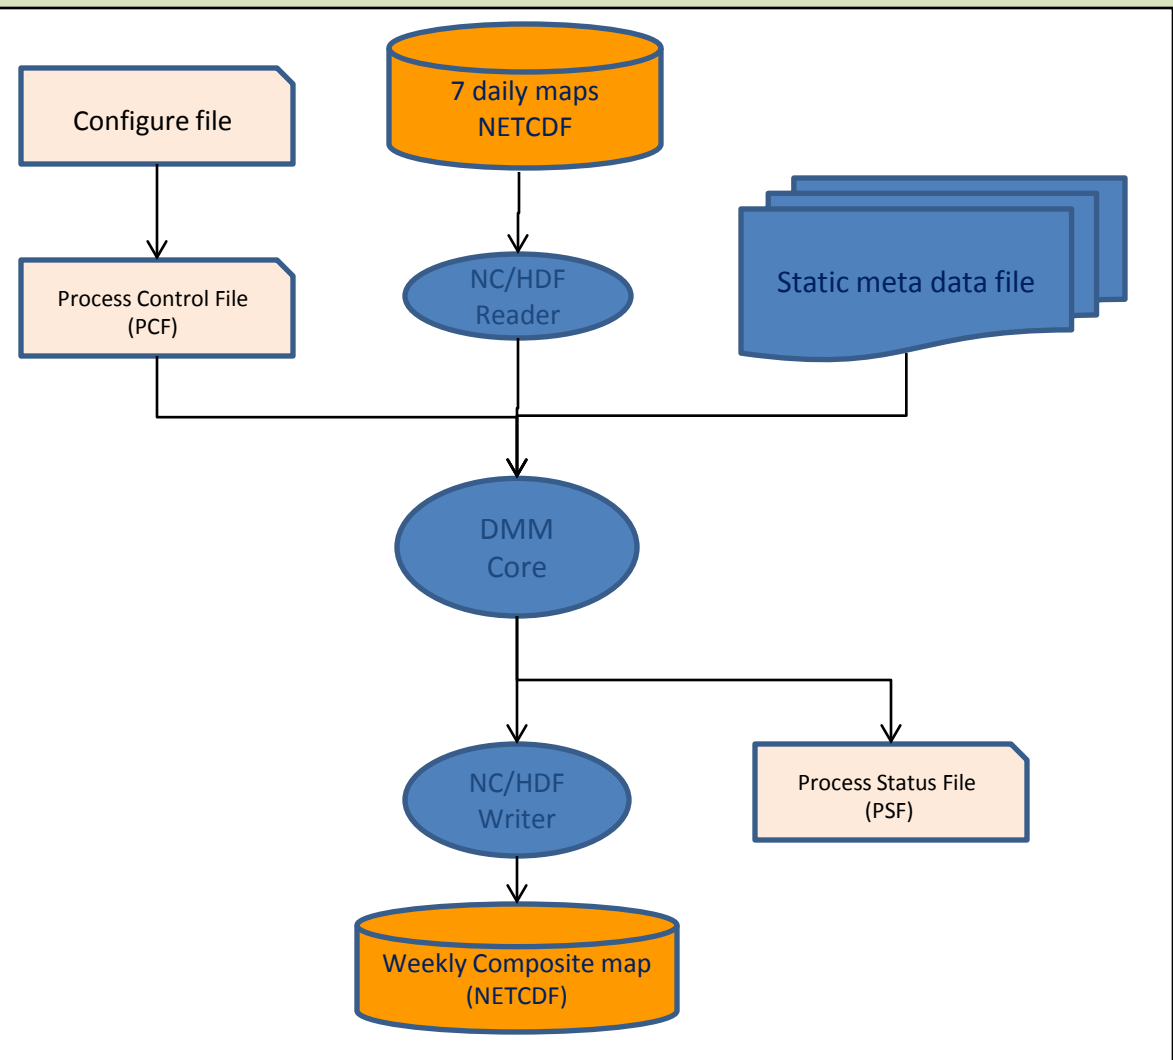 7 daily maps
NETCDF
Configure file
NC/HDF
Reader
Static meta data file
Process Control File
(PCF)
DMM
Core
NC/HDF
Writer
Process Status File
(PSF)
Weekly Composite map
(NETCDF)